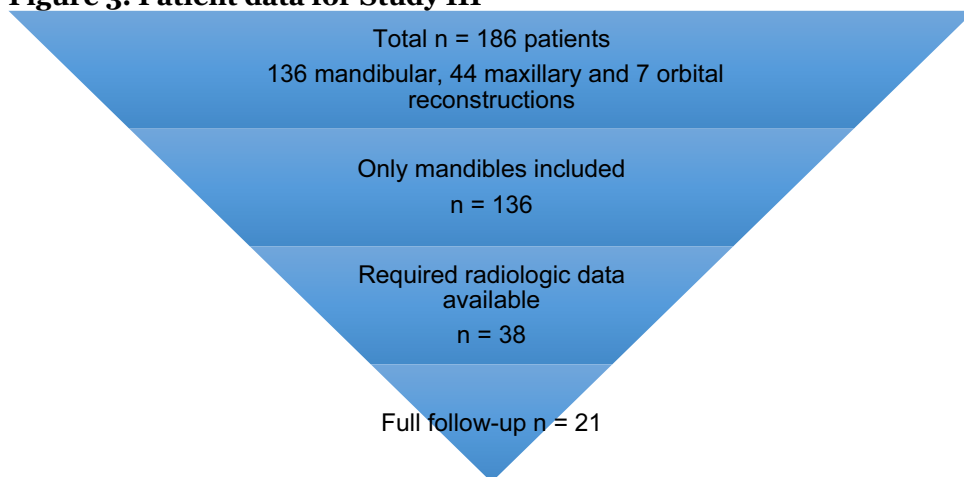 Figure 3. Patient data for Study III
Total n = 186 patients
136 mandibular, 44 maxillary and 7 orbital
reconstructions
Only mandibles included
n = 136
Required radiologic data
available
n = 38
Full follow-up n = 21